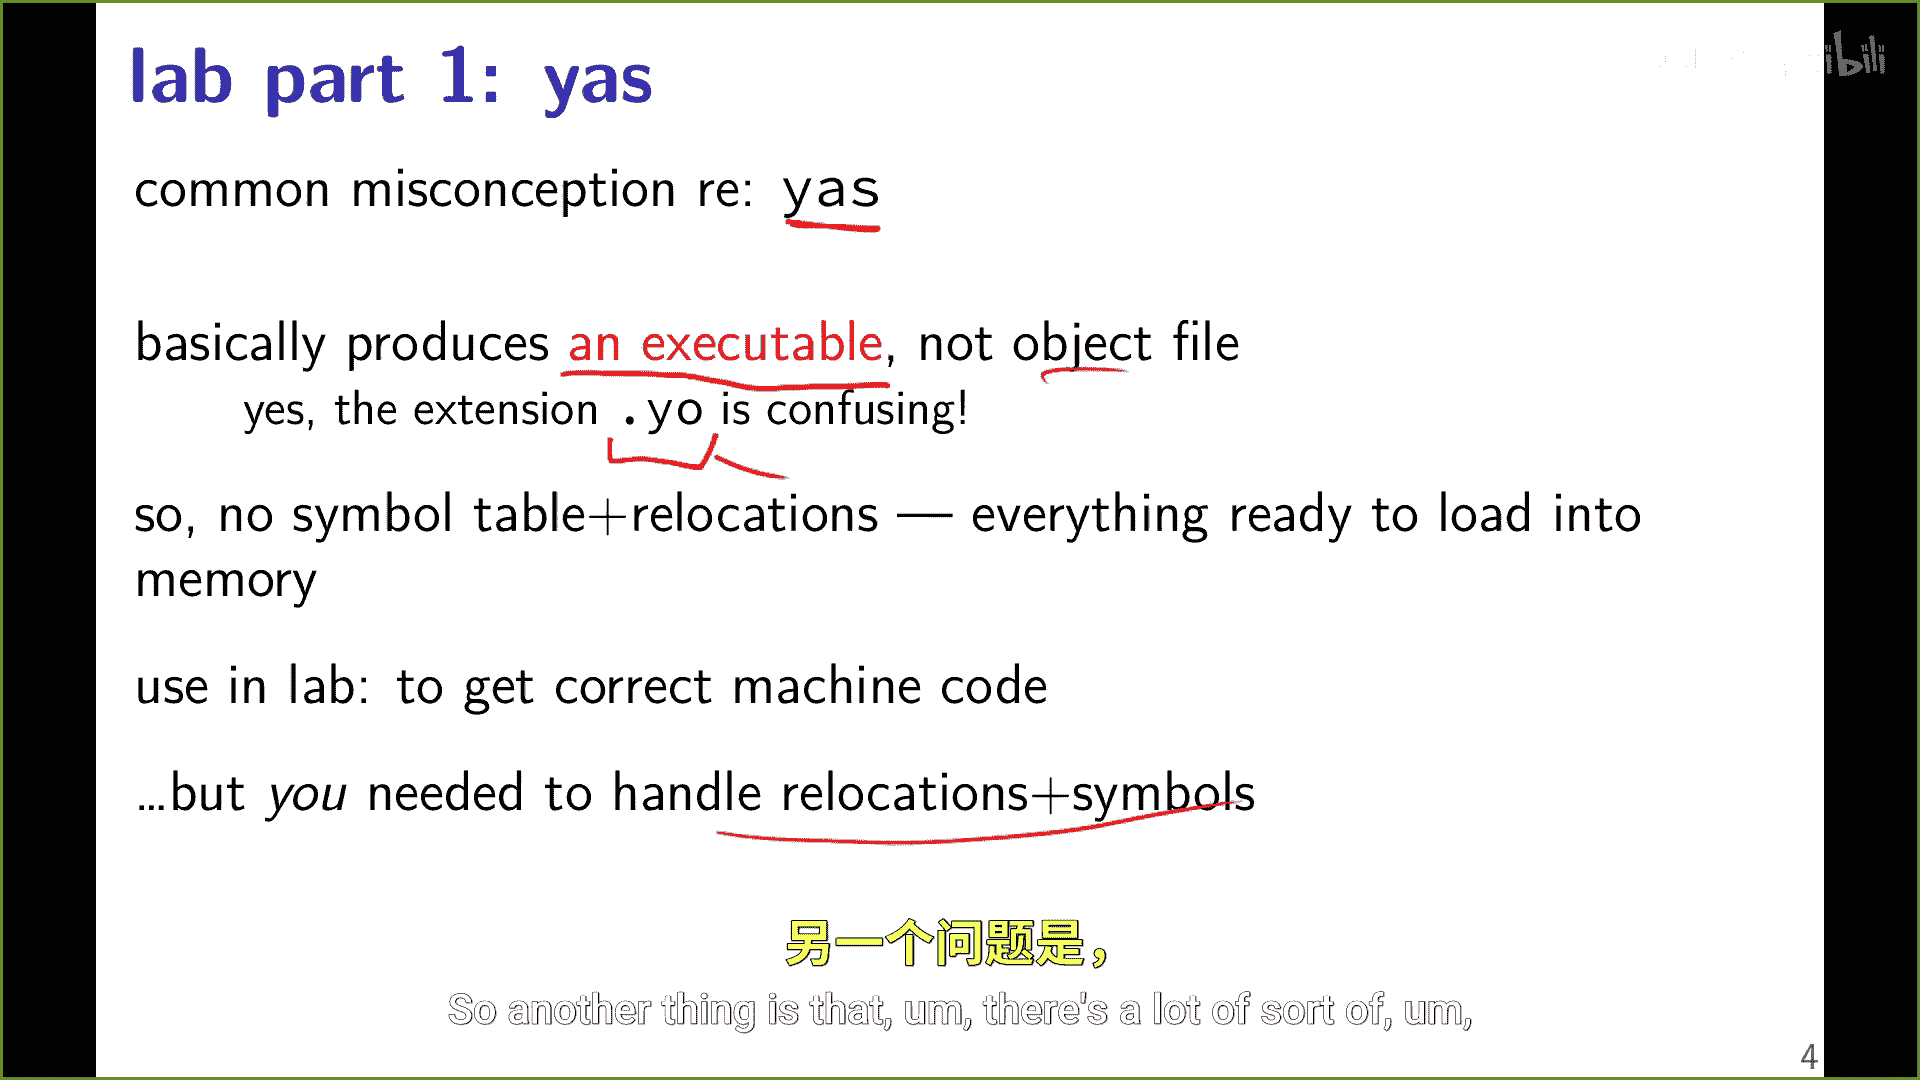 lab part 1: yas
common misconception re: yas
basically produces an executable, not object file
yes, the extension .yo is confusing!
so, no symbol table+relocations — everything ready to load into
memory
use in lab: to get correct machine code
…but you needed to handle relocations+symbols
另一个问题是，
So another thing is that, um, there's a lot of sort of, um,
4